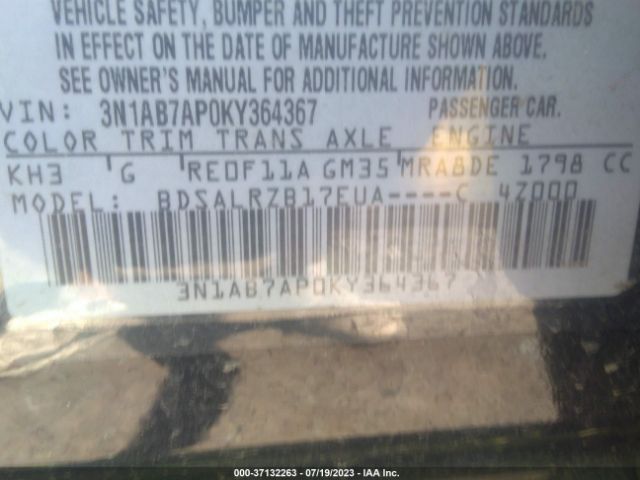 VEHICLE SAFETY, BUMPER AND THEFT PREVENTION STANDARDS
IN EFFECT ON THE DATE OF MANUFACTURE SHOWN ABOVE.
SEE OWNER'S MANUAL FOR ADDITIONAL INFORMATION.
VIN: 3N1AB7AP0KY364367 PASSENGER CAR.
COLOR TRIM TRANS AXLE ENGINE
KH3 G RE0F11A GM35 MRA8DE 1798 CC
MODEL: BDSALRZB17EUA----C 4Z000
3N1AB7AP0KY364367
000-37132263 - 07/19/2023 - IAA Inc.